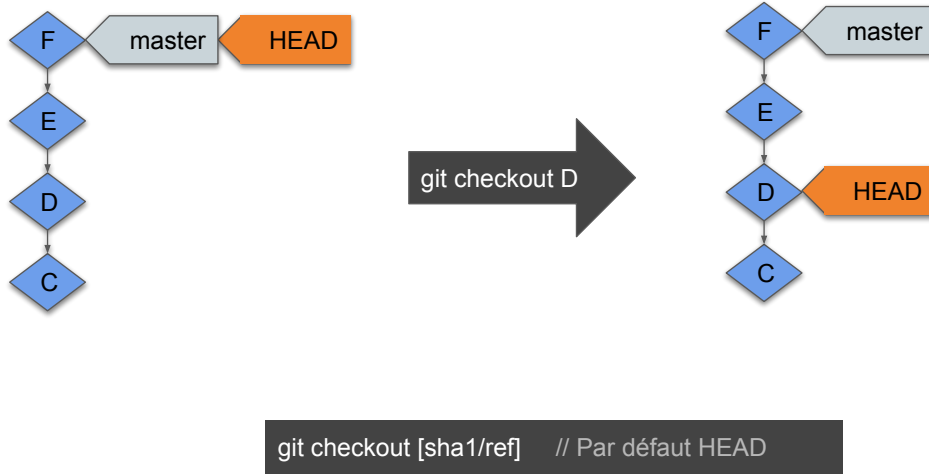 F master HEAD
E
D
C
git checkout D
F master
E
D HEAD
C
git checkout [sha1/ref] // Par défaut HEAD